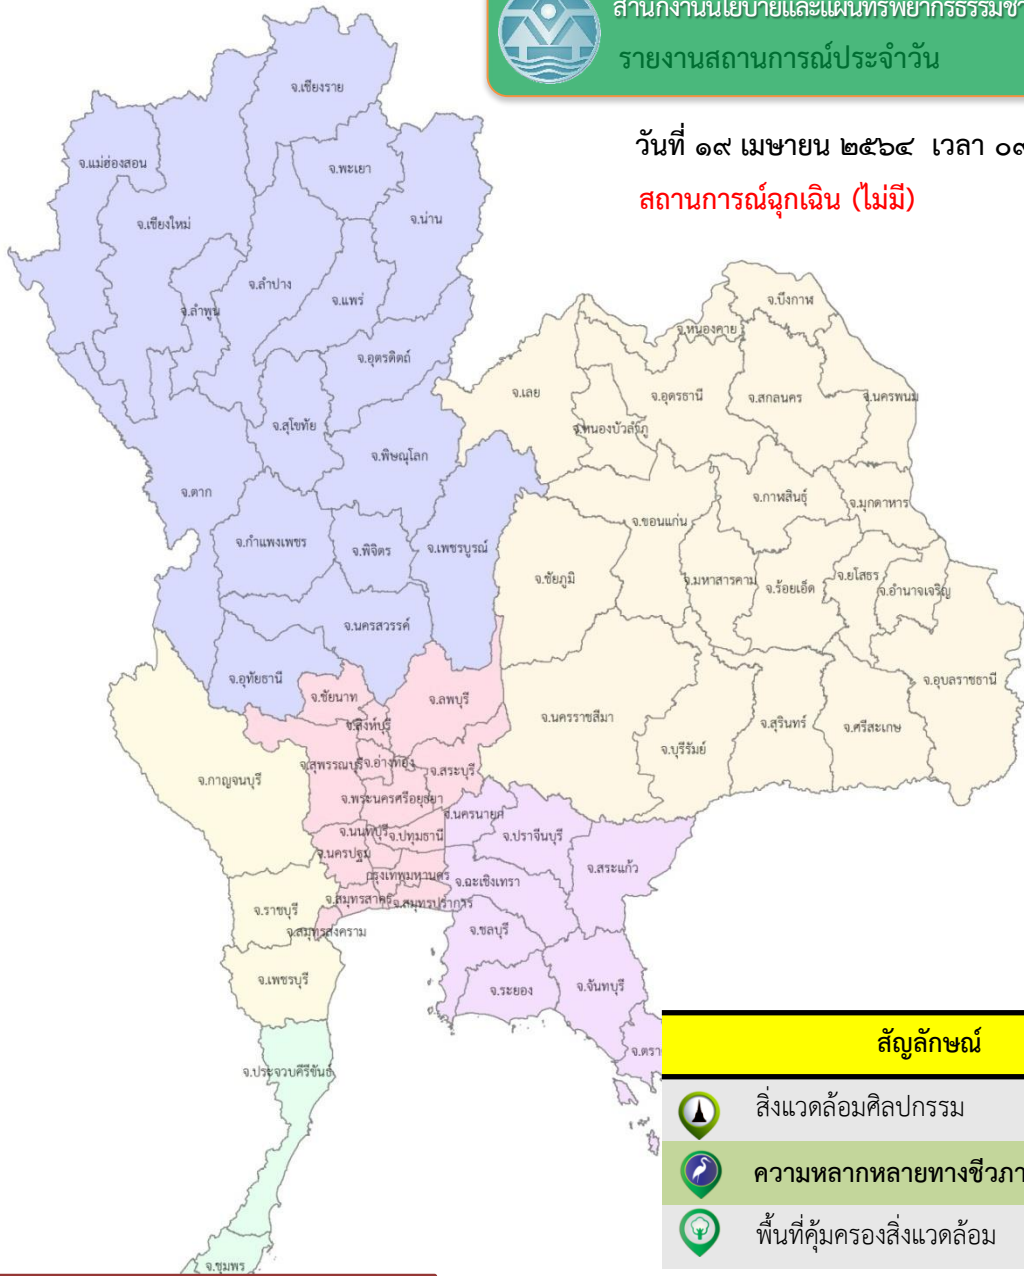 สำนักงานนโยบายและแผนทรัพยากรธรรมชา
รายงานสถานการณ์ประจำวัน
วันที่ ๑๙ เมษายน ๒๕๖๔ เวลา ๐๙
สถานการณ์ฉุกเฉิน (ไม่มี)
จ.เชียงราย
จ.แม่ฮ่องสอน
จ.พะเยา
จ.เชียงใหม่
จ.น่าน
จ.ลำปาง
จ.แพร่
จ.ลำพูน
จ.อุตรดิตถ์
จ.สุโขทัย
จ.พิษณุโลก
จ.ตาก
จ.กำแพงเพชร
จ.พิจิตร
จ.เพชรบูรณ์
จ.นครสวรรค์
จ.อุทัยธานี
จ.บึงกาฬ
จ.หนองคาย
จ.เลย
จ.อุดรธานี
จ.สกลนคร
จ.นครพนม
จ.หนองบัวลำภู
จ.กาฬสินธุ์
จ.มุกดาหาร
จ.ขอนแก่น
จ.ชัยภูมิ
จ.มหาสารคาม
จ.ร้อยเอ็ด
จ.ยโสธร
จ.อำนาจเจริญ
จ.อุบลราชธานี
จ.นครราชสีมา
จ.บุรีรัมย์
จ.สุรินทร์
จ.ศรีสะเกษ
จ.ชัยนาท
จ.ลพบุรี
จ.สิงห์บุรี
จ.สุพรรณบุรี
จ.อ่างทอง
จ.สระบุรี
จ.กาญจนบุรี
จ.พระนครศรีอยุธยา
จ.นครนายก
จ.นนทบุรี
จ.ปทุมธานี
จ.ปราจีนบุรี
จ.นครปฐม
กรุงเทพมหานคร
จ.ฉะเชิงเทรา
จ.สระแก้ว
จ.สมุทรสาคร
จ.สมุทรปราการ
จ.ราชบุรี
จ.สมุทรสงคราม
จ.ชลบุรี
จ.เพชรบุรี
จ.ระยอง
จ.จันทบุรี
จ.ตรา
จ.ประจวบคีรีขันธ์
จ.ชุมพร
สัญลักษณ์
สิ่งแวดล้อมศิลปกรรม
ความหลากหลายทางชีวภา
พื้นที่คุ้มครองสิ่งแวดล้อม